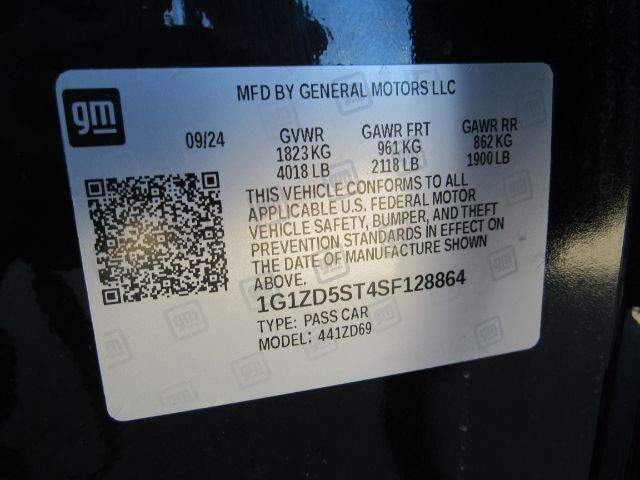 MFD BY GENERAL MOTORS LLC
gm
09/24 GVWR GAWR FRT GAWR RR
1823 KG 961 KG 862 KG
4018 LB 2118 LB 1900 LB
THIS VEHICLE CONFORMS TO ALL
APPLICABLE U.S. FEDERAL MOTOR
VEHICLE SAFETY, BUMPER, AND THEFT
PREVENTION STANDARDS IN EFFECT ON
THE DATE OF MANUFACTURE SHOWN
ABOVE.
1G1ZD5ST4SF128864
TYPE: PASS CAR
MODEL: 441ZD69